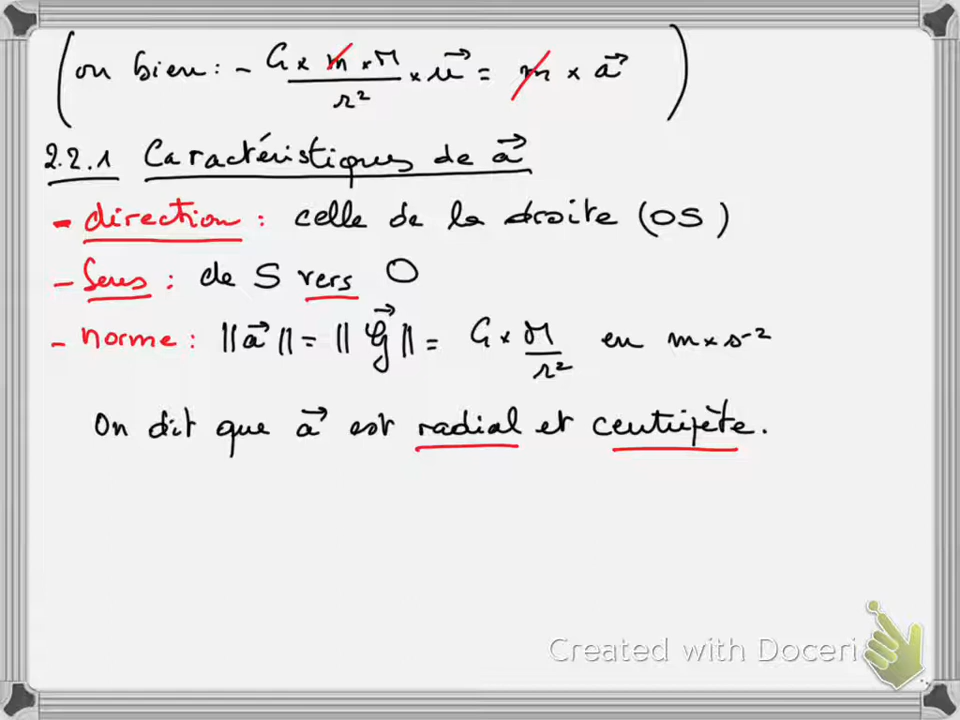 (ou bien : - G × m × M / r² × u⃗ = m × a⃗ )
2.2.1 Caractéristiques de a⃗
- direction : celle de la droite (OS)
- Sens : de S vers O
- norme : ||a⃗|| = ||𝒢⃗|| = G × M / r² en m×s⁻²
On dit que a⃗ est radial et centripète.
Created with Doceri